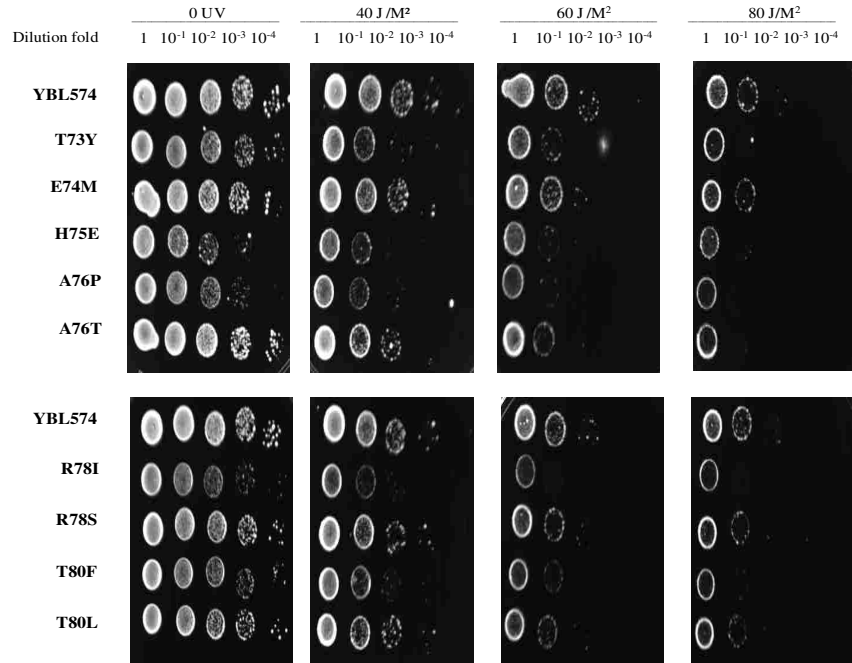 0 UV 40 J/M² 60 J/M² 80 J/M²
Dilution fold 1 10⁻¹ 10⁻² 10⁻³ 10⁻⁴ 1 10⁻¹ 10⁻² 10⁻³ 10⁻⁴ 1 10⁻¹ 10⁻² 10⁻³ 10⁻⁴ 1 10⁻¹ 10⁻² 10⁻³ 10⁻⁴
YBL574
T73Y
E74M
H75E
A76P
A76T
YBL574
R78I
R78S
T80F
T80L